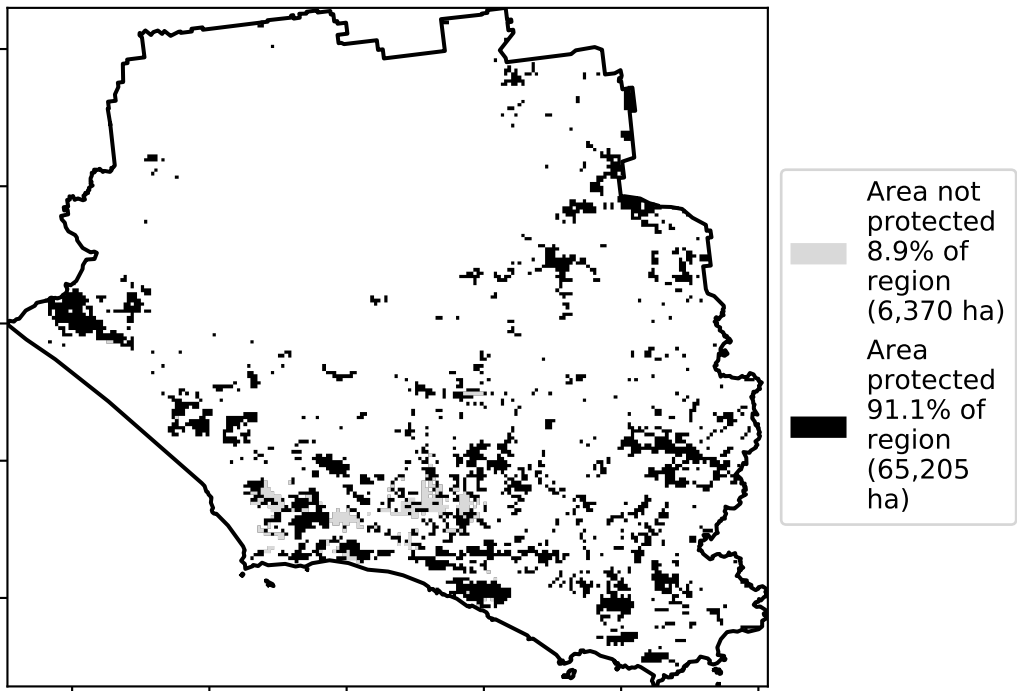 Area not
protected
8.9% of
region
(6,370 ha)
Area
protected
91.1% of
region
(65,205
ha)